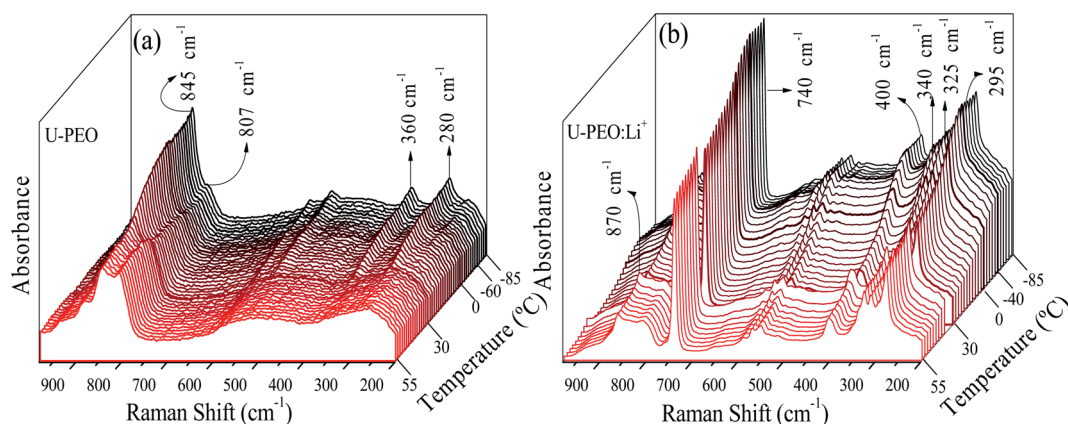 (a)
845 cm⁻¹
807 cm⁻¹
360 cm⁻¹
280 cm⁻¹
U-PEO
Absorbance
900 800 700 600 500 400 300 200
Raman Shift (cm⁻¹)
55 30 0 -60 -85
Temperature (ºC)
(b)
740 cm⁻¹
400 cm⁻¹
340 cm⁻¹
325 cm⁻¹
295 cm⁻¹
U-PEO:Li⁺
870 cm⁻¹
Absorbance
900 800 700 600 500 400 300 200
Raman Shift (cm⁻¹)
55 30 0 -40 -85
Temperature (ºC)